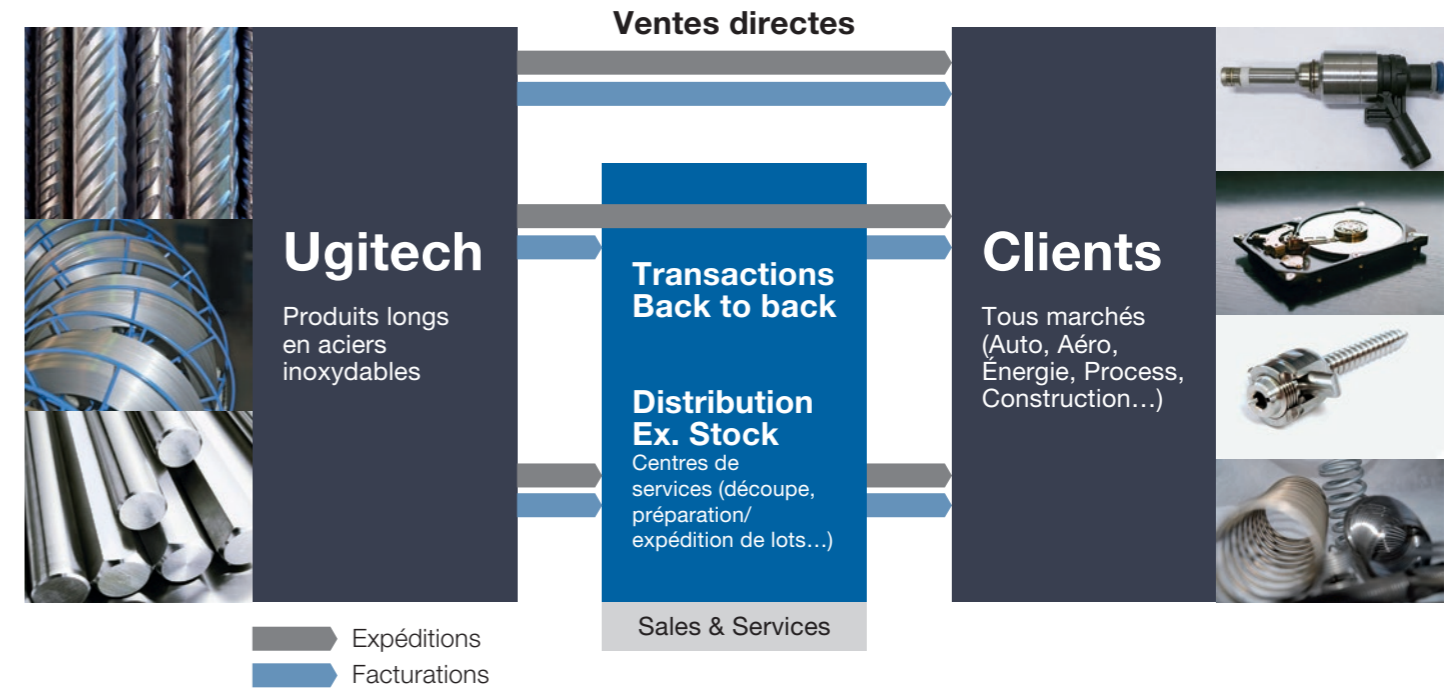 Ventes directes
Ugitech
Produits longs
en aciers
inoxydables
Transactions
Back to back
Distribution
Ex. Stock
Centres de
services (découpe,
préparation/
expédition de lots…)
Sales & Services
Clients
Tous marchés
(Auto, Aéro,
Énergie, Process,
Construction…)
Expéditions
Facturations